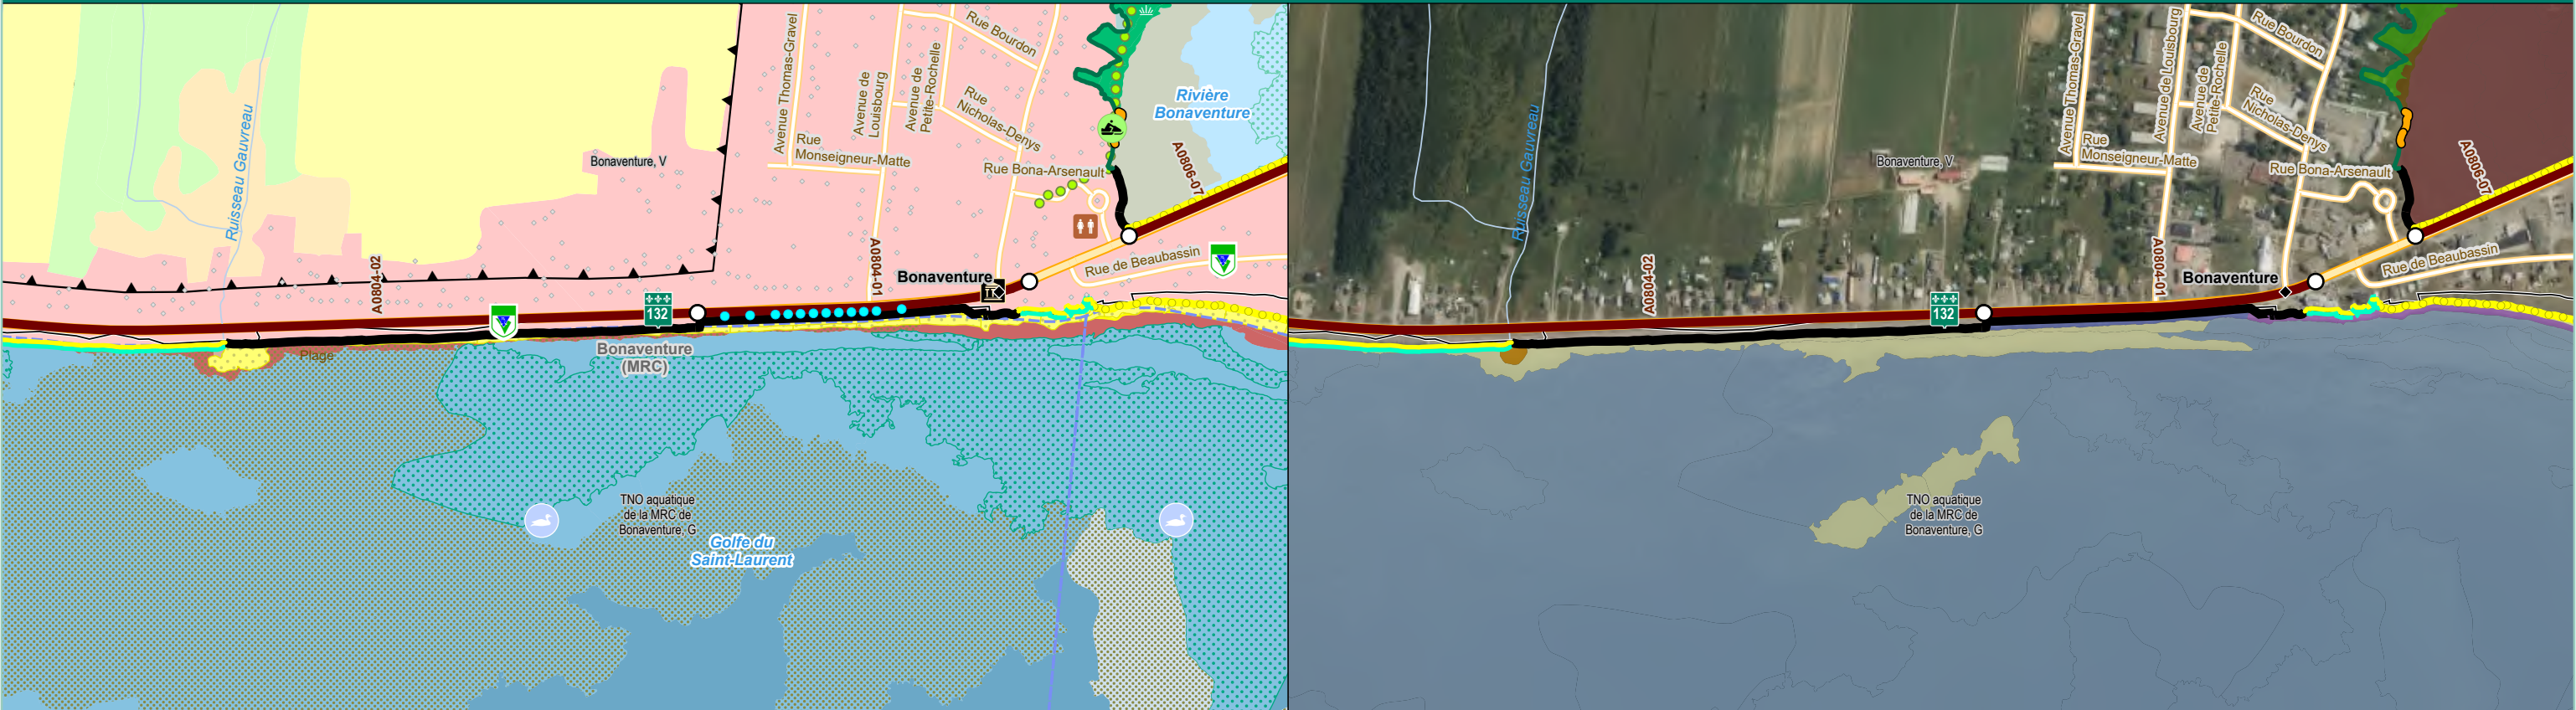 Avenue Thomas-Gravel
Avenue de
Louisbourg
Avenue de
Petite-Rochelle
Rue Bourdon
Rue
Nicholas-Denys
Rue
Monseigneur-Matte
Rue Bona-Arsenault
Rivière
Bonaventure
A0806-07
Ruisseau Gauvreau
Bonaventure, V
A0804-02
A0804-01
Bonaventure
Rue de Beaubassin
132
Plage
Bonaventure
(MRC)
TNO aquatique
de la MRC de
Bonaventure, G
Golfe du
Saint-Laurent
Avenue Thomas-Gravel
Avenue de Louisbourg
Avenue de
Petite-Rochelle
Rue Bourdon
Rue
Nicholas-Denys
Rue
Monseigneur-Matte
Rue Bona-Arsenault
A0806-07
Ruisseau Gauvreau
Bonaventure, V
A0804-02
A0804-01
Bonaventure
Rue de Beaubassin
132
TNO aquatique
de la MRC de
Bonaventure, G